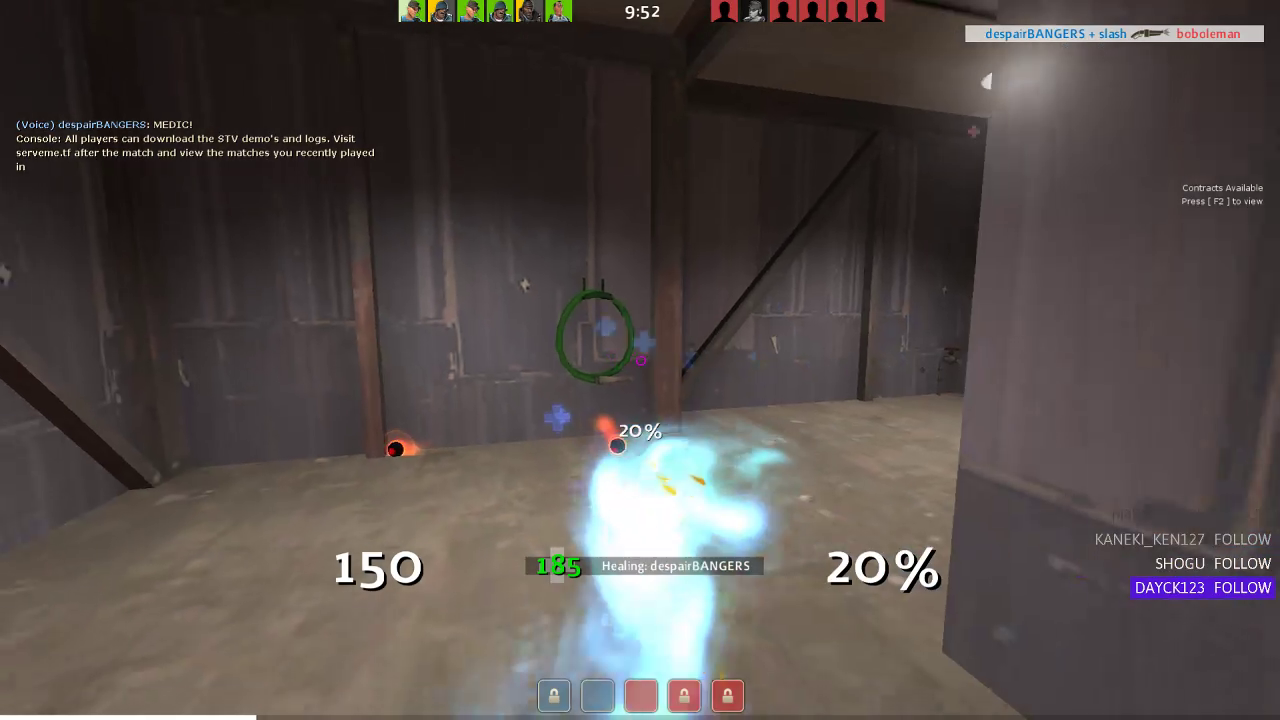 9:52
despairBANGERS + slash boboleman
(Voice) despairBANGERS: MEDIC!
Console: All players can download the STV demo's and logs. Visit
serveme.tf after the match and view the matches you recently played
in
Contracts Available
Press [ F2 ] to view
20%
KANEKI_KEN127 FOLLOW
SHOGU FOLLOW
DAYCK123 FOLLOW
150
185 Healing: despairBANGERS
20%